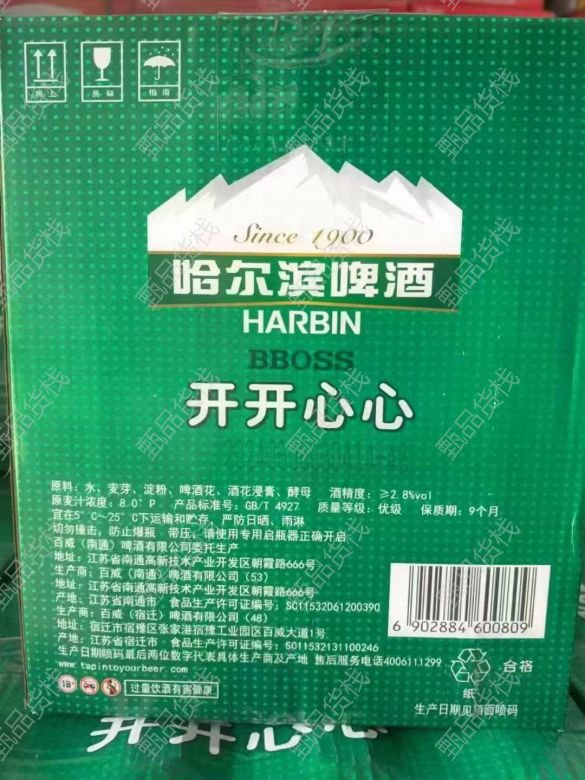 向上 易碎 怕雨
Since 1900
哈尔滨啤酒
HARBIN
BBOSS
开开心心
原料：水、麦芽、淀粉、啤酒花、酒花浸膏、酵母 酒精度：≥2.8%vol
原麦汁浓度：8.0°P 产品标准号：GB/T 4927 质量等级：优级 保质期：9个月
宜在5°C～25°C下运输和贮存，严防日晒、雨淋
切勿撞击，防止爆瓶 带压，请使用专用启瓶器正确开启
百威（南通）啤酒有限公司委托生产
地址：江苏省南通高新技术产业开发区朝霞路666号
生产商：百威（南通）啤酒有限公司（53）
地址：江苏省南通高新技术产业开发区朝霞路666号
产地：江苏省南通市 食品生产许可证编号：SC11532061200390
生产商：百威（宿迁）啤酒有限公司（48）
地址：宿迁市宿豫区张家港宿豫工业园区百威大道1号
产地：江苏省宿迁市 食品生产许可证编号：SC11532131100246
生产日期喷码最后两位数字代表具体生产商及产地 售后服务电话4006111299
www.tapintoyourbeer.com
18+ 过量饮酒有害健康
6 902884 600809
纸 合格
生产日期见顶面喷码
开开心心
甄品货栈